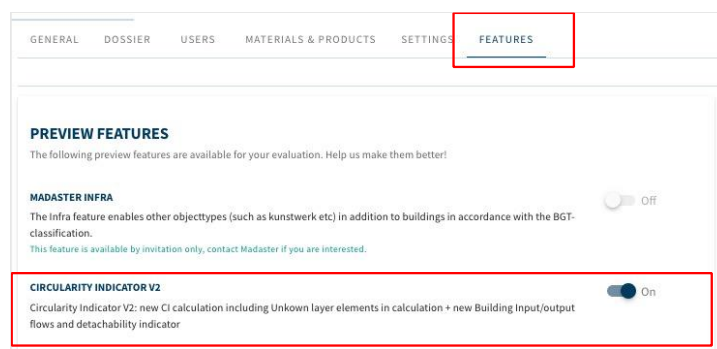 GENERAL DOSSIER USERS MATERIALS & PRODUCTS SETTINGS FEATURES
PREVIEW FEATURES
The following preview features are available for your evaluation. Help us make them better!
MADASTER INFRA
Off
The Infra feature enables other objecttypes (such as kunstwerk etc) in addition to buildings in accordance with the BGT-
classification.
This feature is available by invitation only, contact Madaster if you are interested.
CIRCULARITY INDICATOR V2
On
Circularity Indicator V2: new CI calculation including Unkown layer elements in calculation + new Building Input/output
flows and detachability indicator